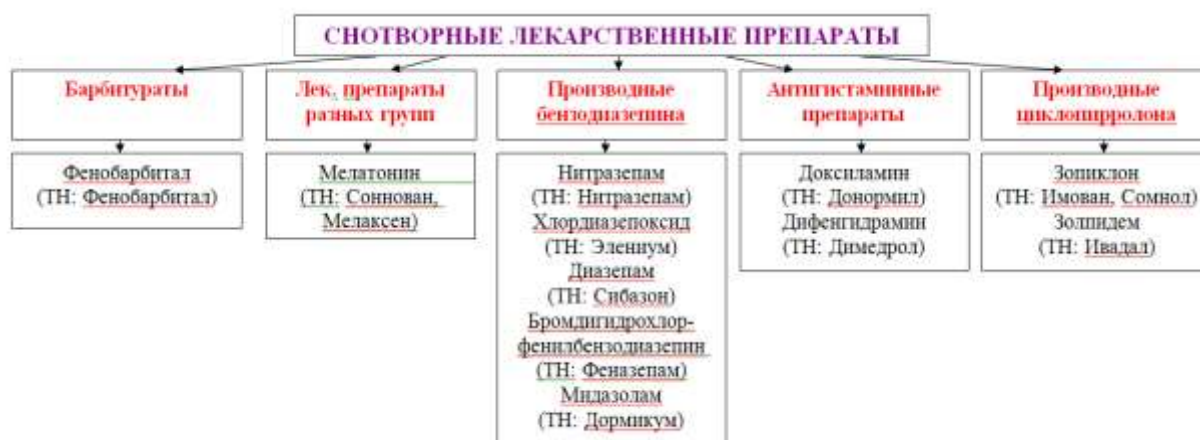 СНОТВОРНЫЕ ЛЕКАРСТВЕННЫЕ ПРЕПАРАТЫ
Барбитураты
Лек. препараты
разных групп
Производные
бензодиазепина
Антигистаминные
препараты
Производные
циклопирролона
Фенобарбитал
(ТН: Фенобарбитал)
Мелатонин
(ТН: Соннован,
Мелаксен)
Нитразепам
(ТН: Нитразепам)
Хлордиазепоксид
(ТН: Элениум)
Диазепам
(ТН: Сибазон)
Бромдигидрохлор-
фенилбензодиазепин
(ТН: Феназепам)
Мидазолам
(ТН: Дормикум)
Доксиламин
(ТН: Донормил)
Дифенгидрамин
(ТН: Димедрол)
Зопиклон
(ТН: Имован, Сомнол)
Золпидем
(ТН: Ивадал)